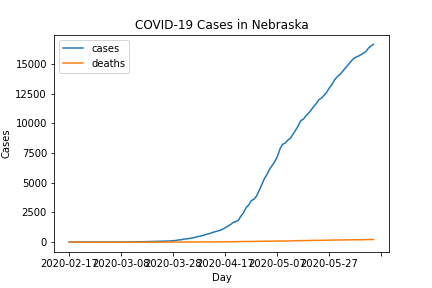 COVID-19 Cases in Nebraska
cases
deaths
15000
12500
10000
7500
5000
2500
0
Cases
2020-02-17
2020-03-08
2020-03-28
2020-04-17
2020-05-07
2020-05-27
Day